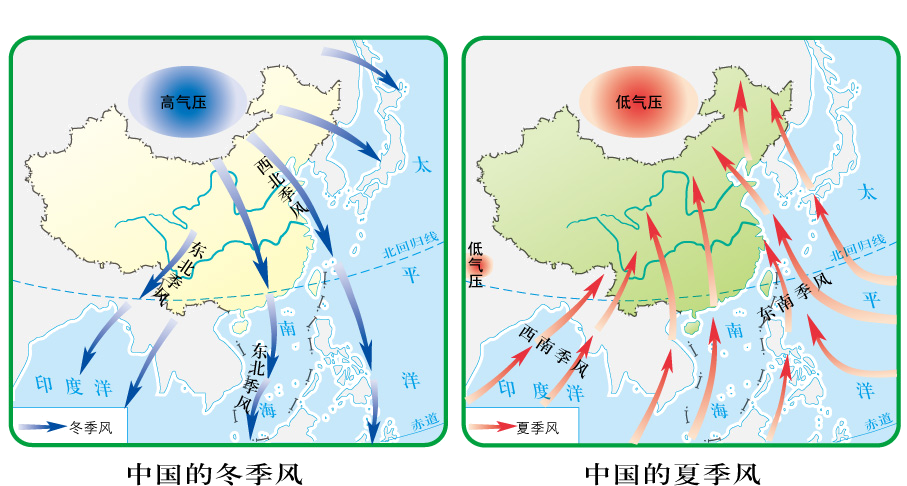 高气压
西北季风
太
北回归线
东北季风
平
南
东北季风
印度洋
洋
海
赤道
冬季风
中国的冬季风
低气压
太
北回归线
低气压
平
东南季风
南
西南季风
印度洋
洋
海
赤道
夏季风
中国的夏季风